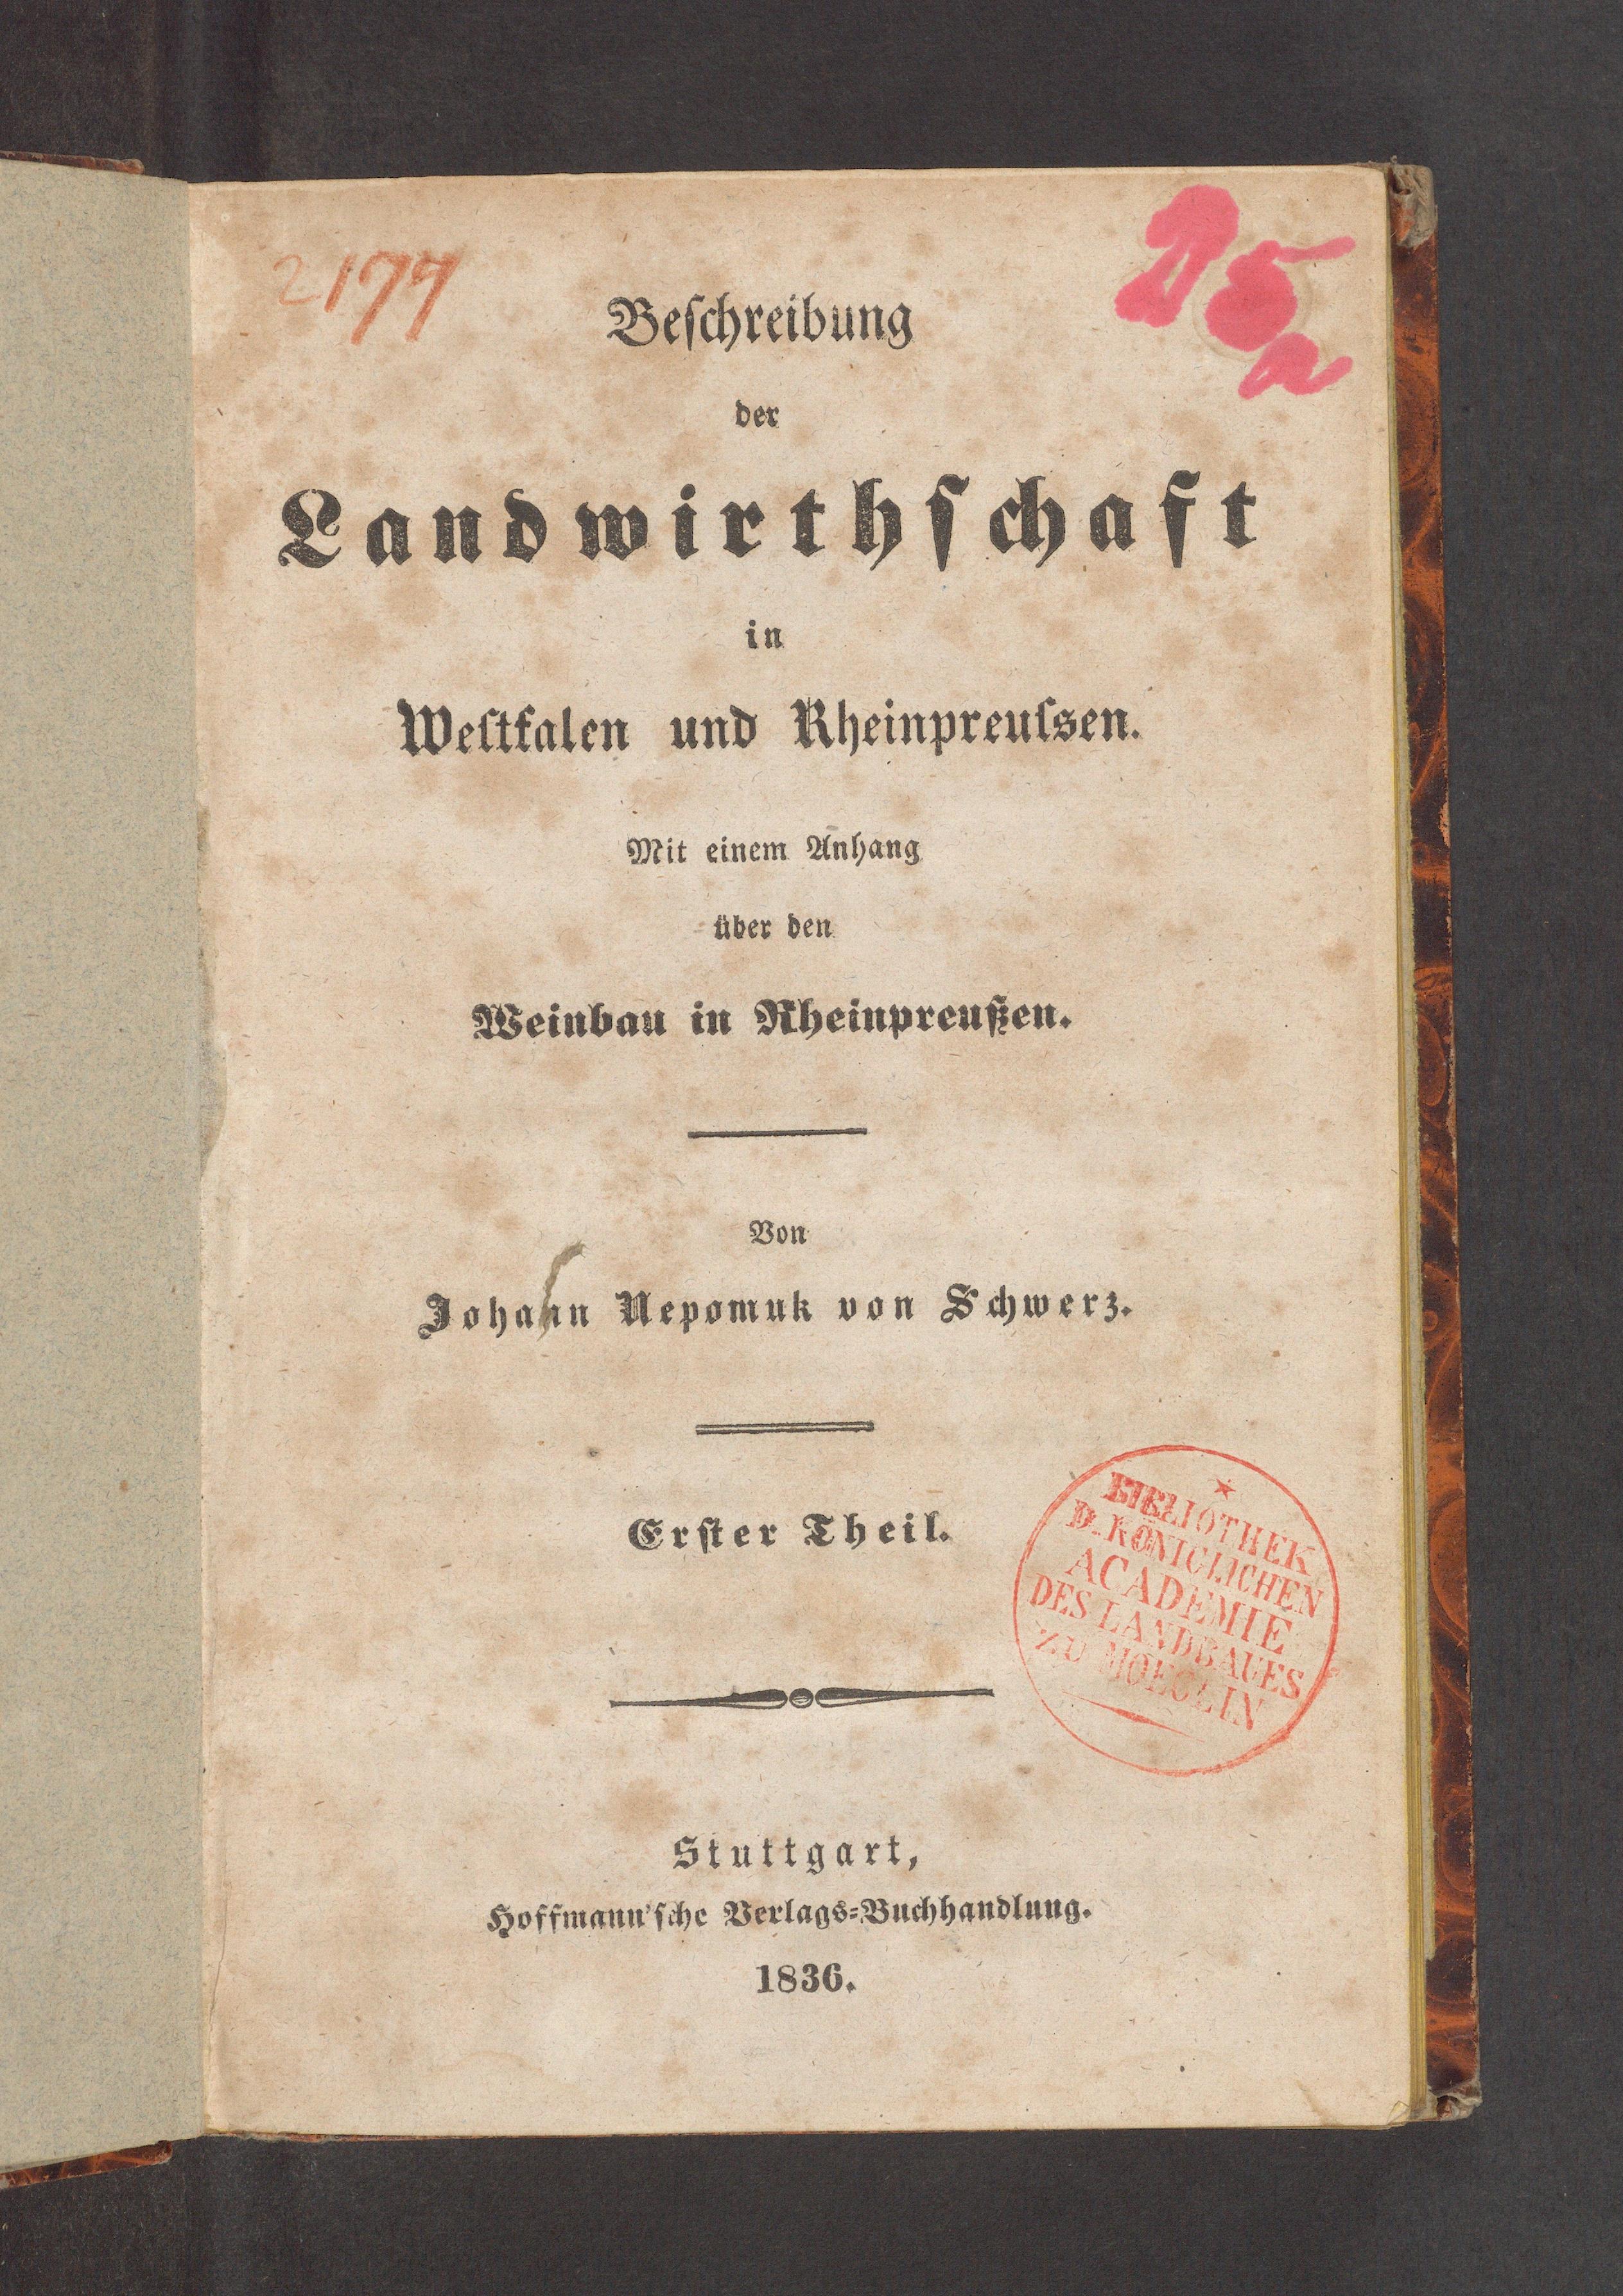 2177
D5
a
Beſchreibung
der
Landwirthſchaft
in
Weſtfalen und Rheinpreuſsen.
Mit einem Anhang
über den
Weinbau in Rheinpreußen.
Von
Johann Nepomuk von Schwerz.
Erſter Theil.
BIBLIOTHEK
D. KÖNIGLICHEN
ACADEMIE
DES LANDBAUES
ZU MOEGLIN
Stuttgart,
Hoffmann'ſche Verlags=Buchhandlung.
1836.